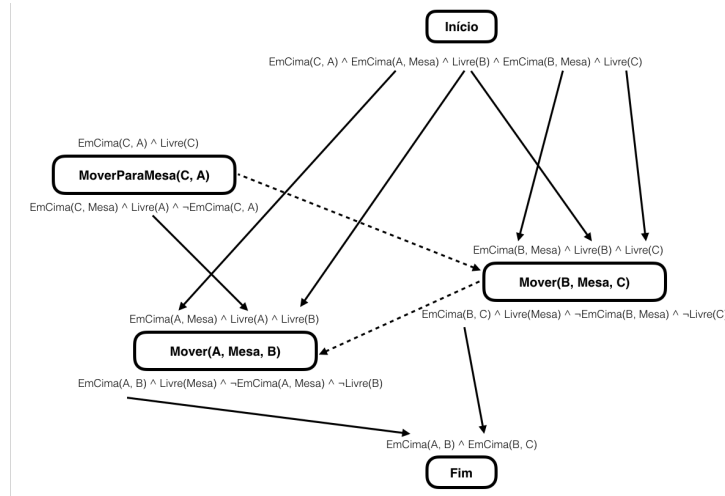 Início
EmCima(C, A) ^ EmCima(A, Mesa) ^ Livre(B) ^ EmCima(B, Mesa) ^ Livre(C)
EmCima(C, A) ^ Livre(C)
MoverParaMesa(C, A)
EmCima(C, Mesa) ^ Livre(A) ^ ¬EmCima(C, A)
EmCima(B, Mesa) ^ Livre(B) ^ Livre(C)
Mover(B, Mesa, C)
EmCima(B, C) ^ Livre(Mesa) ^ ¬EmCima(B, Mesa) ^ ¬Livre(C
EmCima(A, Mesa) ^ Livre(A) ^ Livre(B)
Mover(A, Mesa, B)
EmCima(A, B) ^ Livre(Mesa) ^ ¬EmCima(A, Mesa) ^ ¬Livre(B)
EmCima(A, B) ^ EmCima(B, C)
Fim